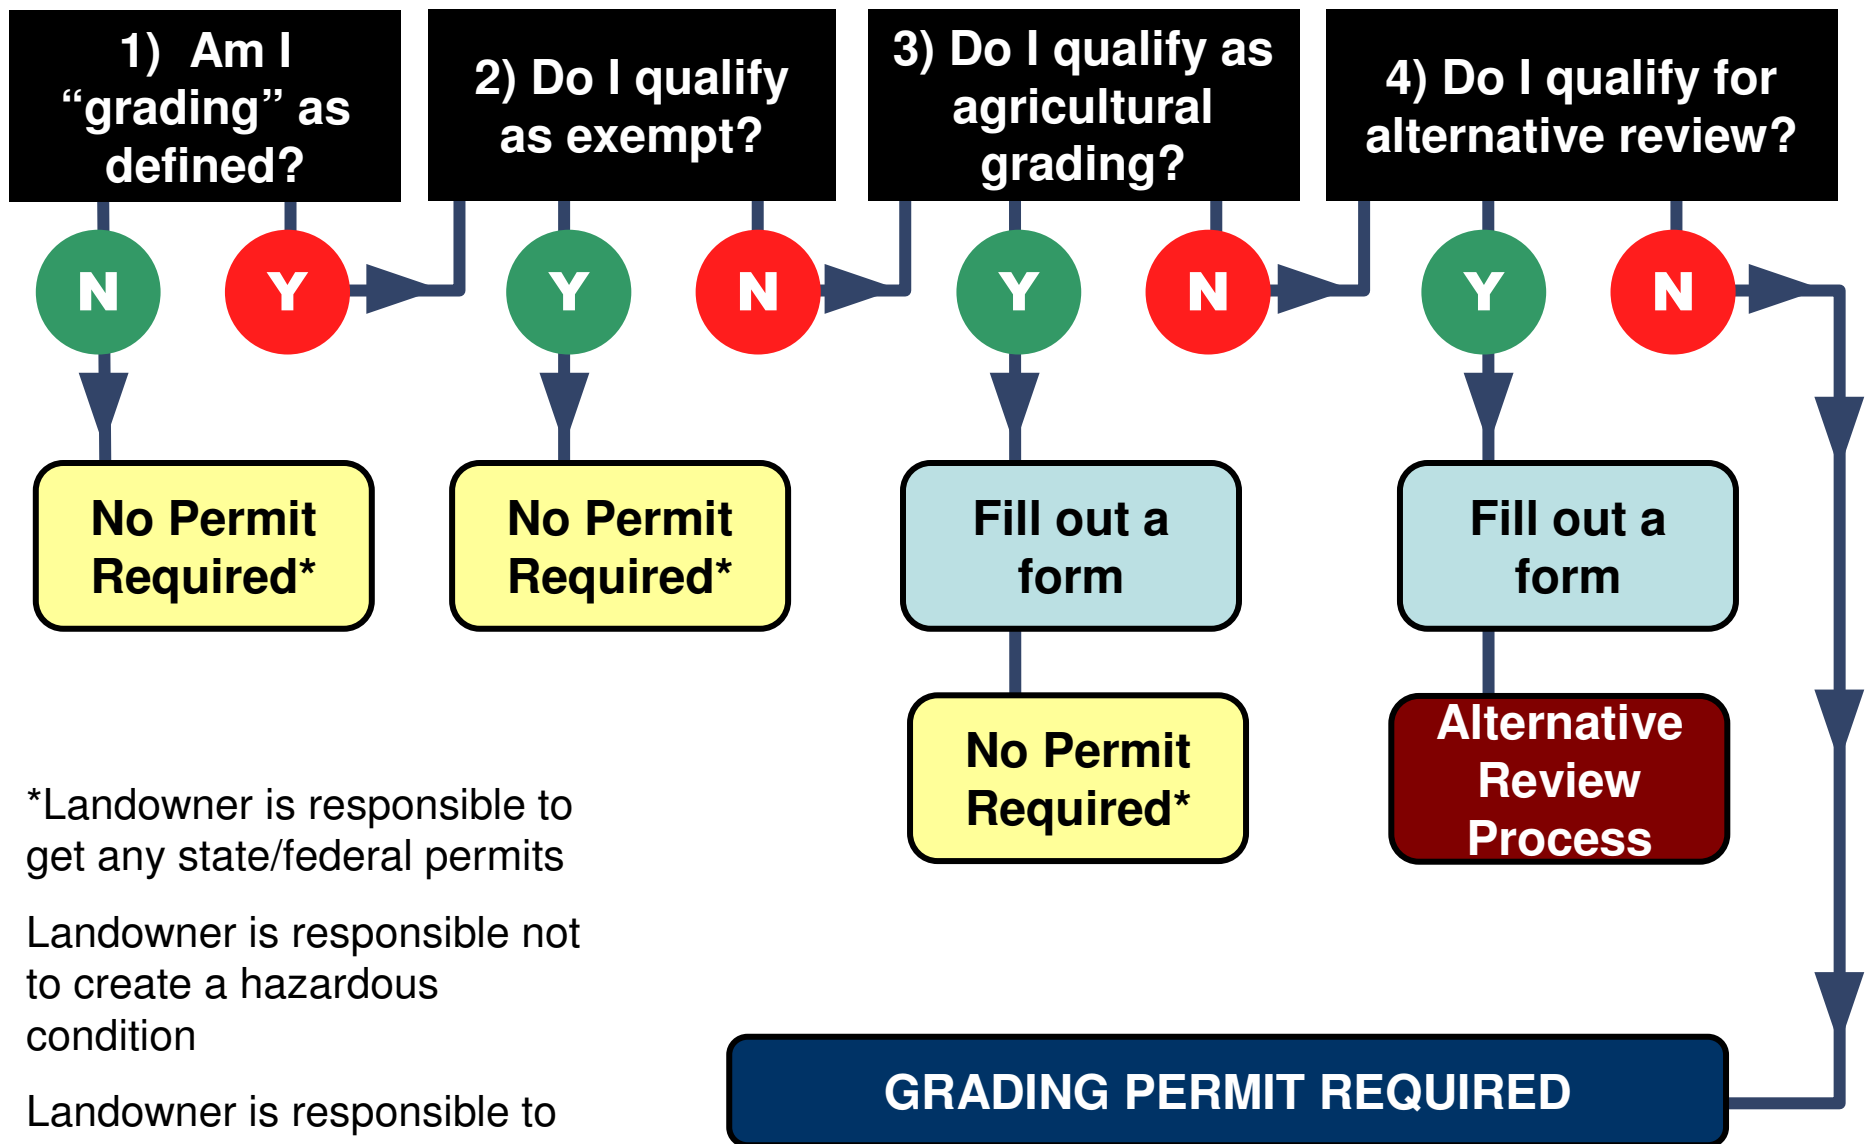 1) Am I
“grading” as
defined?
2) Do I qualify
as exempt?
3) Do I qualify as
agricultural
grading?
4) Do I qualify for
alternative review?
N
Y
Y
N
Y
N
Y
N
No Permit
Required*
No Permit
Required*
Fill out a
form
Fill out a
form
No Permit
Required*
Alternative
Review
Process
*Landowner is responsible to
get any state/federal permits
Landowner is responsible not
to create a hazardous
condition
Landowner is responsible to
GRADING PERMIT REQUIRED